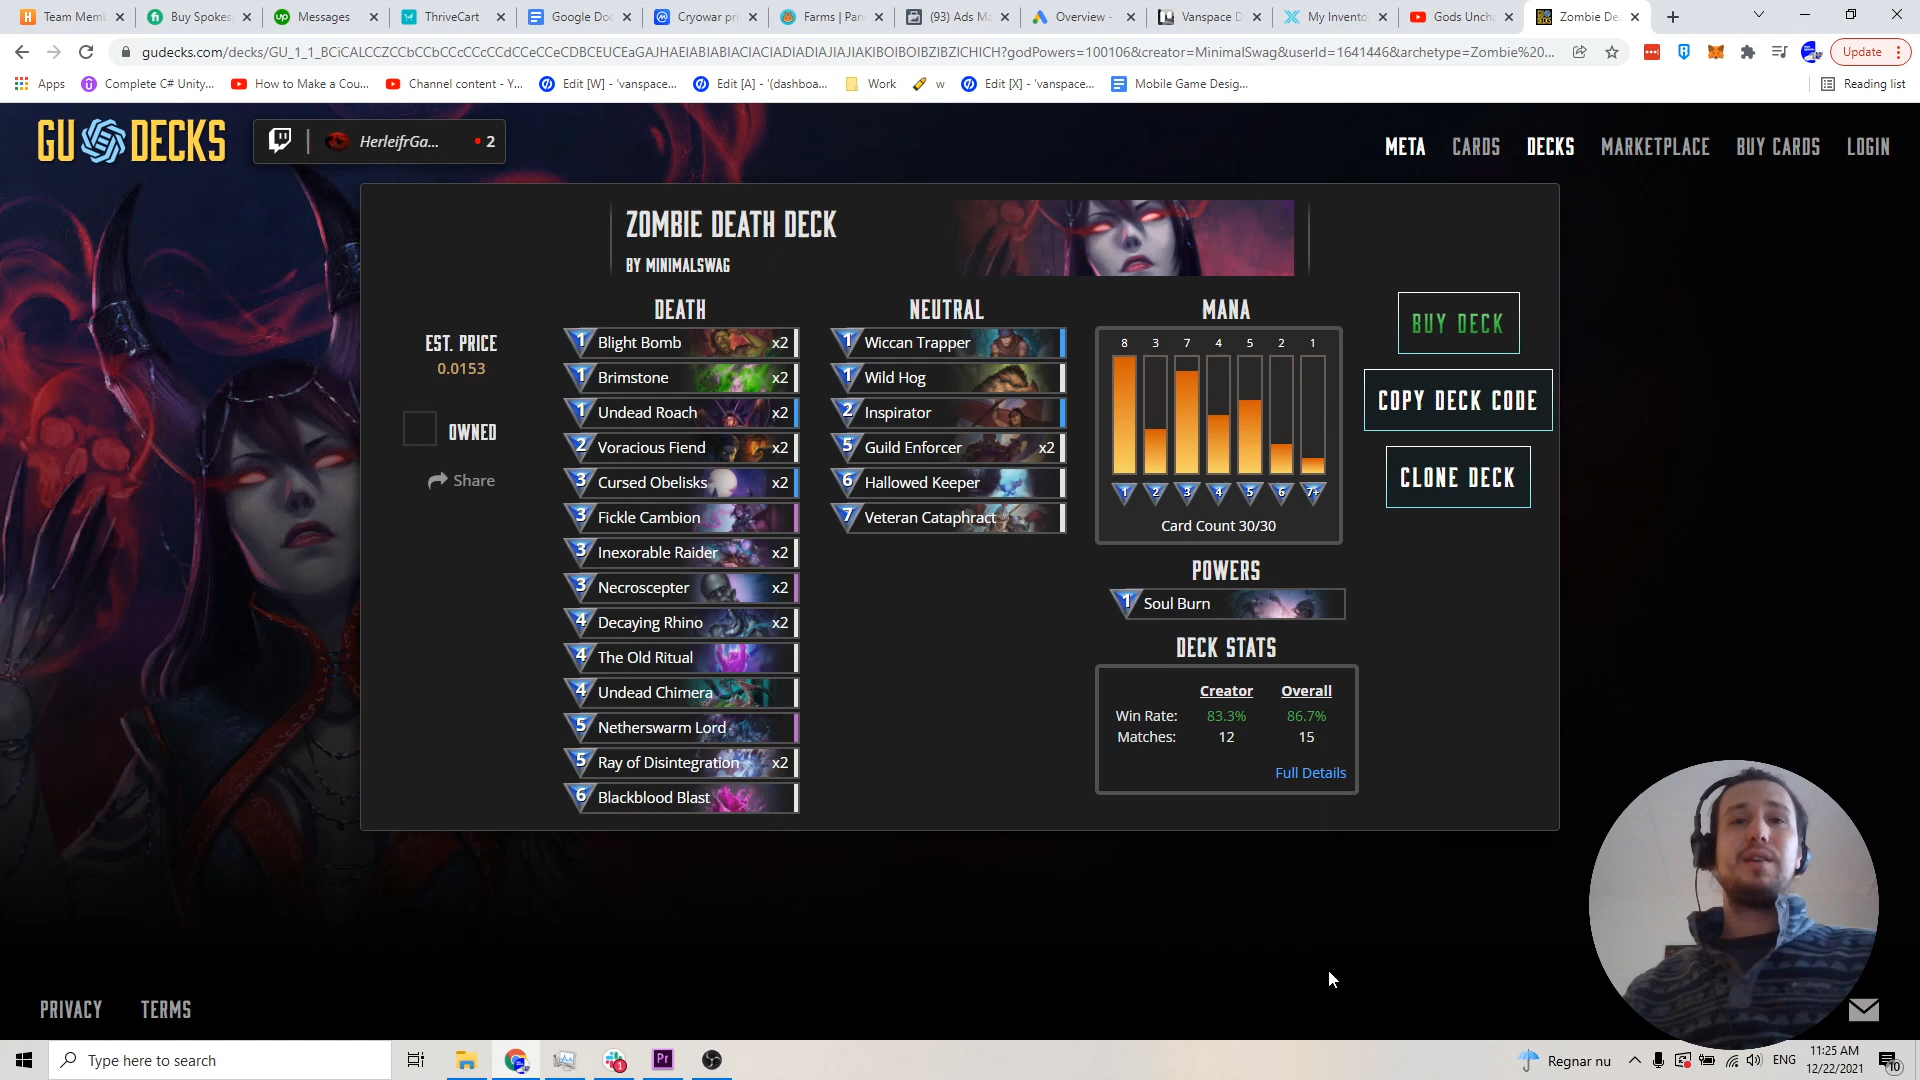 Team Memb
Buy Spokes
Messages
ThriveCart
Google Doc
Cryowar pri
Farms | Pan
(93) Ads Ma
Overview -
Vanspace D
My Invento
Gods Uncha
Zombie Dea
gudecks.com/decks/GU_1_1_BCiCALCCZCCbCCbCCcCCcCCdCCeCCeCDBCEUCEaGAJHAEIABIABIACIACIADIADIAJIAJIAKIBOIBOIBZIBZICHICH?godPowers=100106&creator=MinimalSwag&userId=1641446&archetype=Zombie%20...
Update
Apps
Complete C# Unity...
How to Make a Cou...
Channel content - Y...
Edit [W] - 'vanspace...
Edit [A] - '(dashboa...
Work
w
Edit [X] - 'vanspace...
Mobile Game Desig...
Reading list
GU DECKS
HerleifrGa...
2
META
CARDS
DECKS
MARKETPLACE
BUY CARDS
LOGIN
ZOMBIE DEATH DECK
BY MINIMALSWAG
EST. PRICE
0.0153
OWNED
Share
DEATH
1 Blight Bomb x2
1 Brimstone x2
1 Undead Roach x2
2 Voracious Fiend x2
3 Cursed Obelisks x2
3 Fickle Cambion
3 Inexorable Raider x2
3 Necroscepter x2
4 Decaying Rhino x2
4 The Old Ritual
4 Undead Chimera
5 Netherswarm Lord
5 Ray of Disintegration x2
6 Blackblood Blast
NEUTRAL
1 Wiccan Trapper
1 Wild Hog
2 Inspirator
5 Guild Enforcer x2
6 Hallowed Keeper
7 Veteran Cataphract
MANA
8 3 7 4 5 2 1
1 2 3 4 5 6 7+
Card Count 30/30
POWERS
1 Soul Burn
DECK STATS
Creator Overall
Win Rate: 83.3% 86.7%
Matches: 12 15
Full Details
BUY DECK
COPY DECK CODE
CLONE DECK
PRIVACY
TERMS
Type here to search
Pr
1
Regnar nu
ENG
11:25 AM
12/22/2021
10